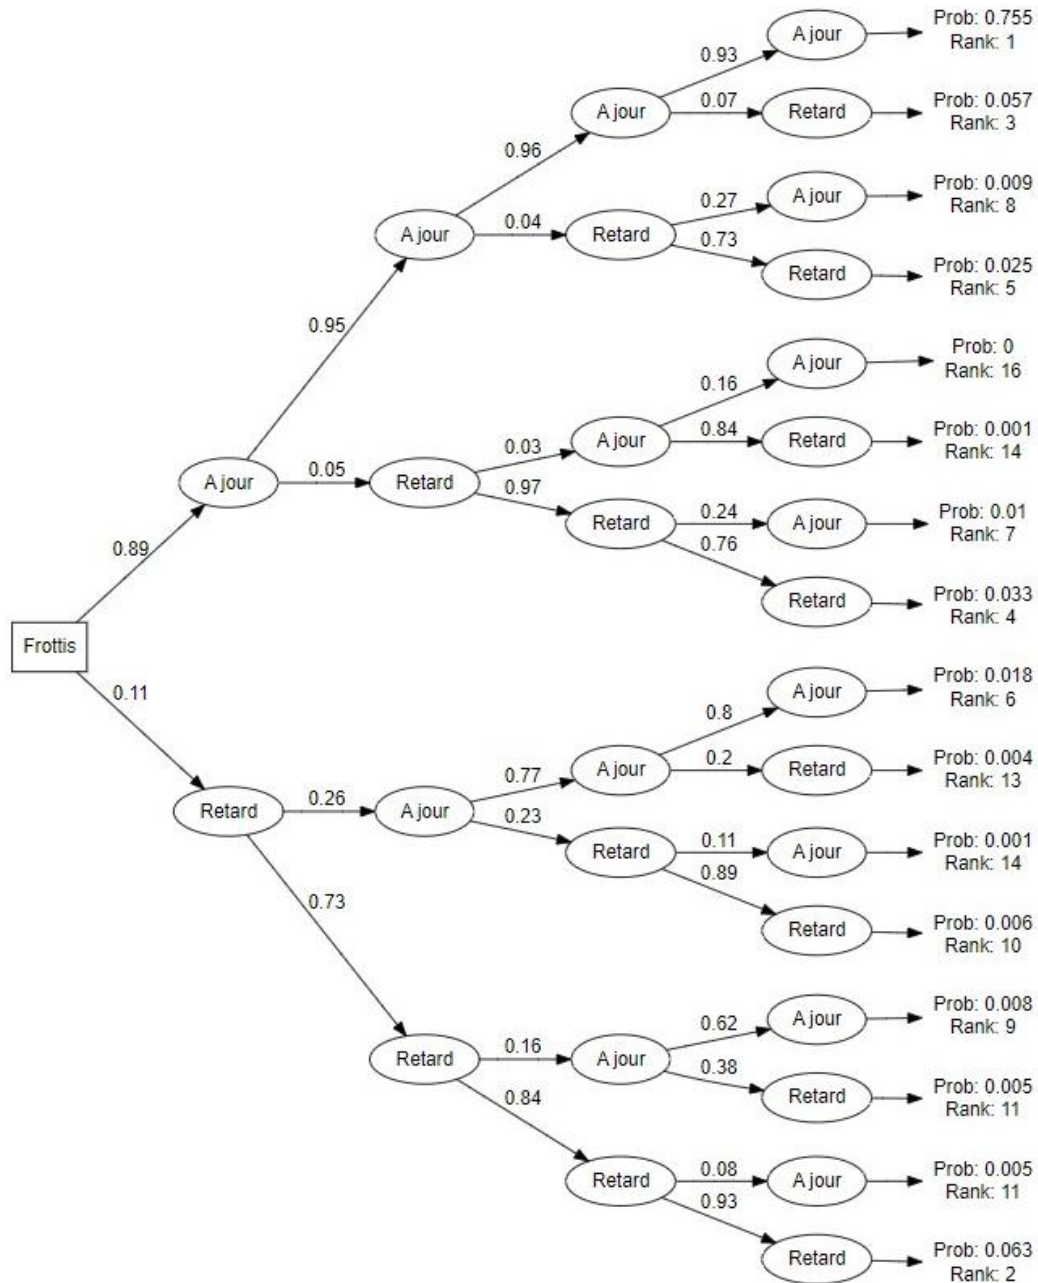 Prob: 0.755
A jour
Rank: 1
0.93
A jour
0.07
Retard
Prob: 0.057
Rank: 3
0.96
0.27
A jour
Prob: 0.009
Rank: 8
A jour
0.04
Retard
0.73
Retard
Prob: 0.025
Rank: 5
0.95
A jour
Prob: 0
Rank: 16
0.16
A jour
0.05
Retard
0.03
A jour
0.84
Retard
Prob: 0.001
Rank: 14
0.97
Retard
0.24
A jour
Prob: 0.01
Rank: 7
0.76
0.89
Retard
Prob: 0.033
Rank: 4
Frottis
0.11
A jour
Prob: 0.018
Rank: 6
0.8
0.77
A jour
0.2
Retard
Prob: 0.004
Rank: 13
Retard
0.26
A jour
0.23
Retard
0.11
A jour
Prob: 0.001
Rank: 14
0.89
0.73
Retard
Prob: 0.006
Rank: 10
0.62
A jour
Prob: 0.008
Rank: 9
Retard
0.16
A jour
0.38
Retard
Prob: 0.005
Rank: 11
0.84
Retard
0.08
A jour
Prob: 0.005
Rank: 11
0.93
Retard
Prob: 0.063
Rank: 2